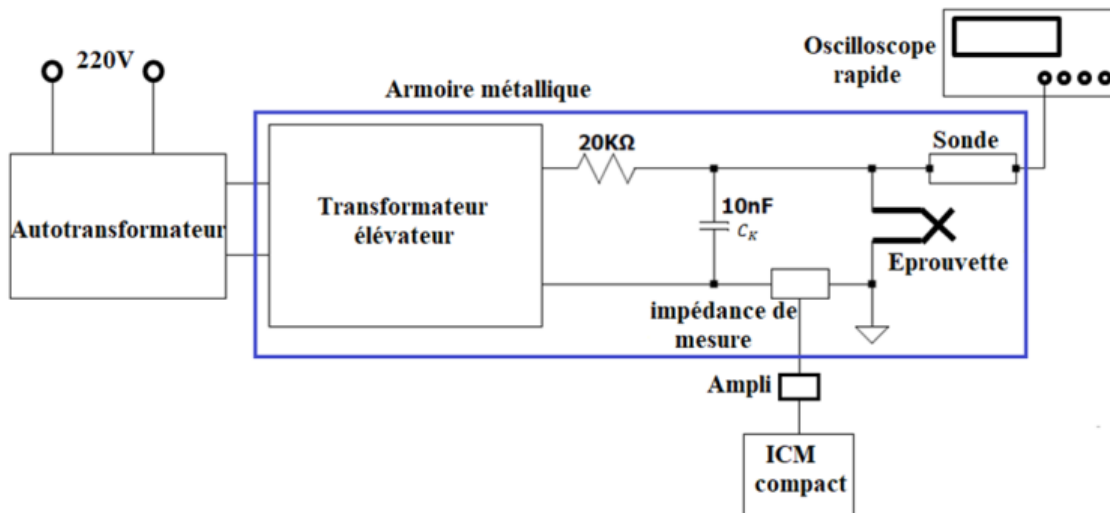 220V
Oscilloscope
rapide
Armoire métallique
20KΩ
Sonde
Autotransformateur
Transformateur
élévateur
10nF
C_K
Eprouvette
impédance de
mesure
Ampli
ICM
compact